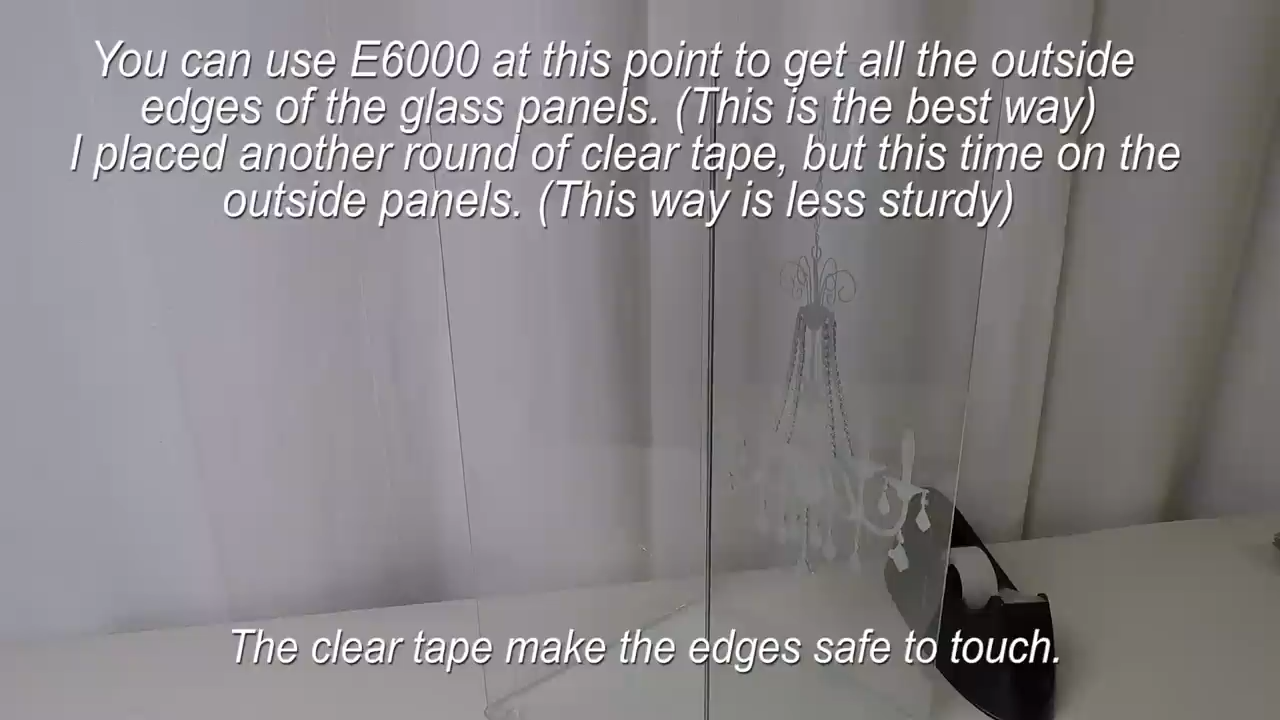 You can use E6000 at this point to get all the outside
edges of the glass panels. (This is the best way)
I placed another round of clear tape, but this time on the
outside panels. (This way is less sturdy)
The clear tape make the edges safe to touch.